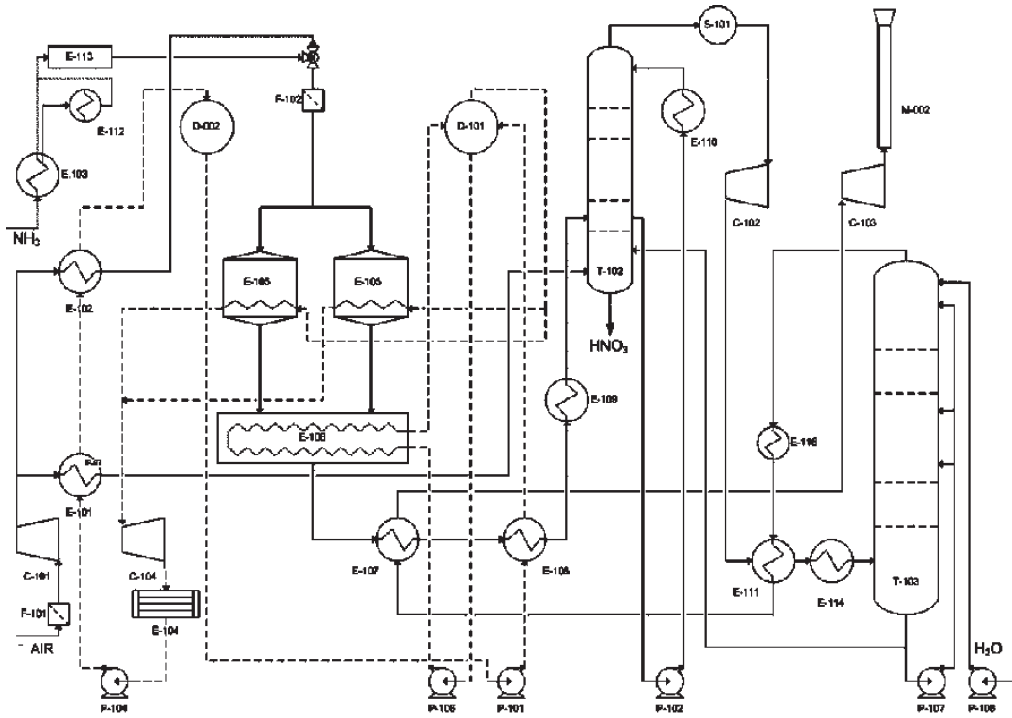 S-101
E-113
M-002
F-102
D-002
D-101
E-112
E-110
E-103
C-102
C-103
NH₃
T-102
E-105
E-102
HNO₃
E-109
E-116
E-106
E-101
E-107
E-108
C-101
C-104
E-111
E-114
T-103
F-101
E-104
AIR
H₂O
P-104
P-101
P-102
P-107